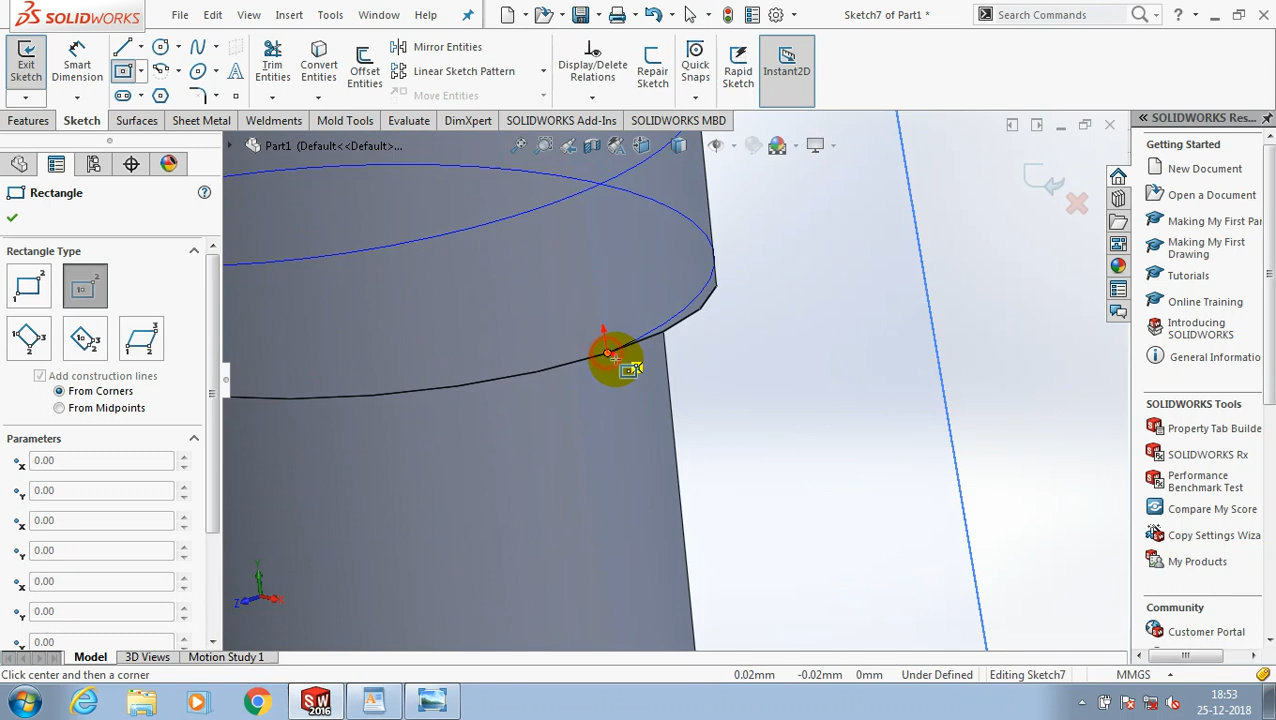 SOLIDWORKS
File
Edit
View
Insert
Tools
Window
Help
Sketch7 of Part1 *
Search Commands
?
Exit Sketch
Smart Dimension
Trim Entities
Convert Entities
Offset Entities
Mirror Entities
Linear Sketch Pattern
Move Entities
Display/Delete Relations
Repair Sketch
Quick Snaps
Rapid Sketch
Instant2D
Features
Sketch
Surfaces
Sheet Metal
Weldments
Mold Tools
Evaluate
DimXpert
SOLIDWORKS Add-Ins
SOLIDWORKS MBD
Part1 (Default<<Default>...
Rectangle
Rectangle Type
Add construction lines
From Corners
From Midpoints
Parameters
0.00
0.00
0.00
0.00
0.00
0.00
0.00
Y
Z
SOLIDWORKS Res...
Getting Started
New Document
Open a Document
Making My First Par
Making My First Drawing
Tutorials
Online Training
Introducing SOLIDWORKS
General Informatio
SOLIDWORKS Tools
Property Tab Builde
SOLIDWORKS Rx
Performance Benchmark Test
Compare My Score
Copy Settings Wiza
My Products
Community
Customer Portal
Model
3D Views
Motion Study 1
Click center and then a corner
0.02mm
-0.02mm
0mm
Under Defined
Editing Sketch7
MMGS
SW 2016
18:53
25-12-2018